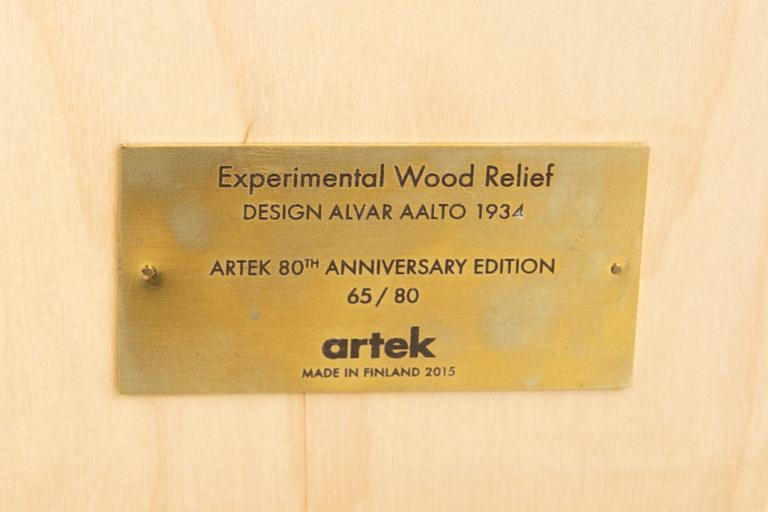 Experimental Wood Relief
DESIGN ALVAR AALTO 1934
ARTEK 80TH ANNIVERSARY EDITION
65 / 80
artek
MADE IN FINLAND 2015